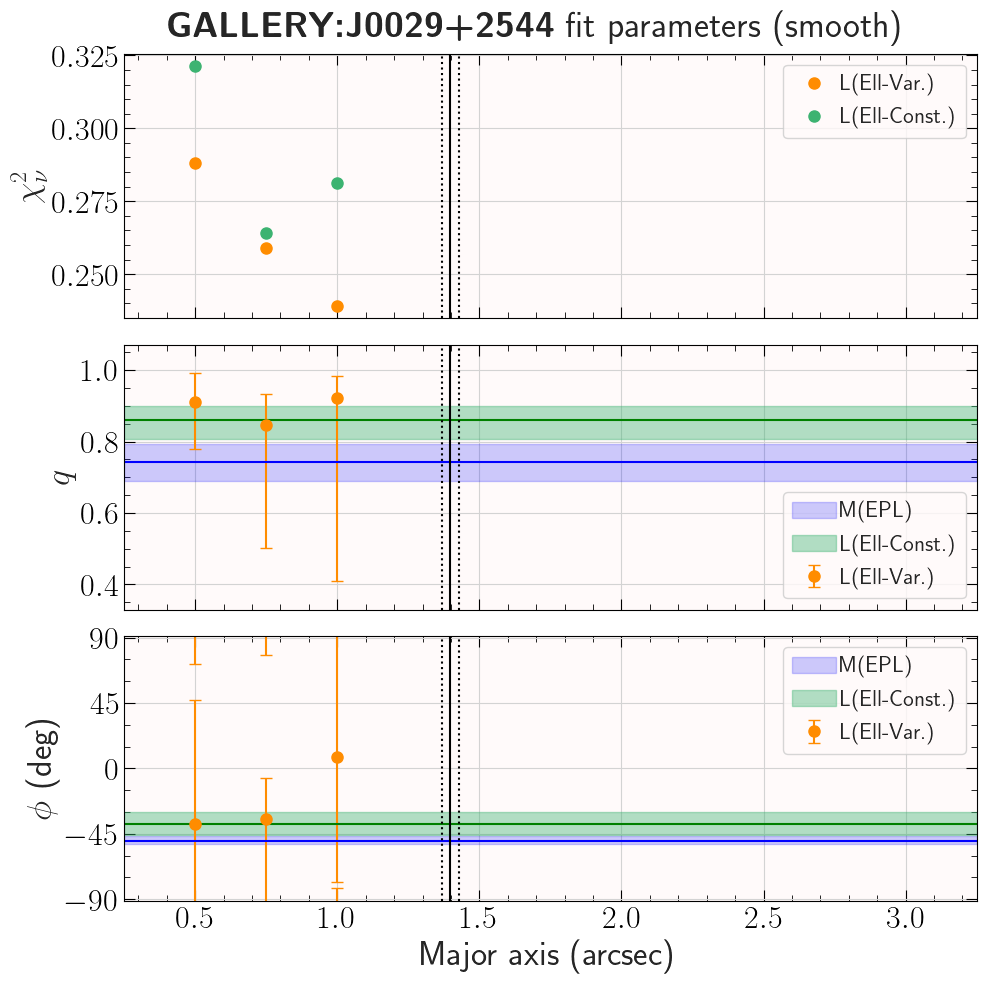 GALLERY:J0029+2544 fit parameters (smooth)
0.325
0.300
0.275
0.250
χ²ᵥ
L(Ell-Var.)
L(Ell-Const.)
1.0
0.8
0.6
0.4
q
M(EPL)
L(Ell-Const.)
L(Ell-Var.)
90
45
0
−45
−90
ϕ (deg)
M(EPL)
L(Ell-Const.)
L(Ell-Var.)
0.5 1.0 1.5 2.0 2.5 3.0
Major axis (arcsec)